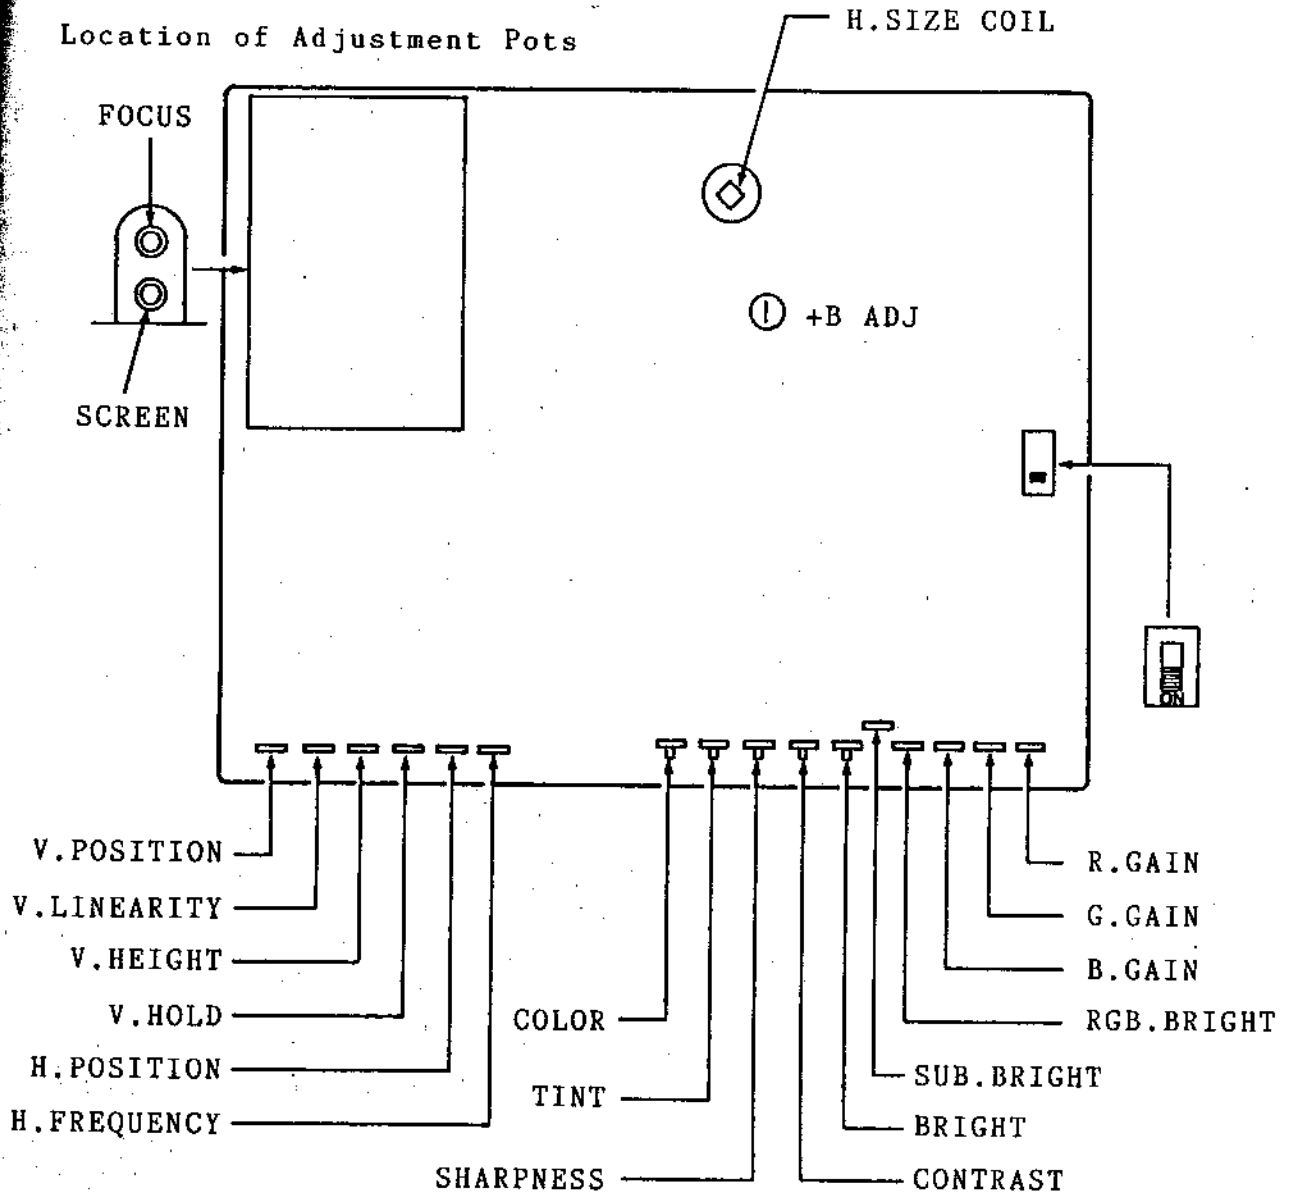 Location of Adjustment Pots
H.SIZE COIL
FOCUS
+B ADJ
SCREEN
ON
V.POSITION
R.GAIN
V.LINEARITY
G.GAIN
V.HEIGHT
B.GAIN
V.HOLD
COLOR
RGB.BRIGHT
H.POSITION
SUB.BRIGHT
TINT
H.FREQUENCY
BRIGHT
SHARPNESS
CONTRAST